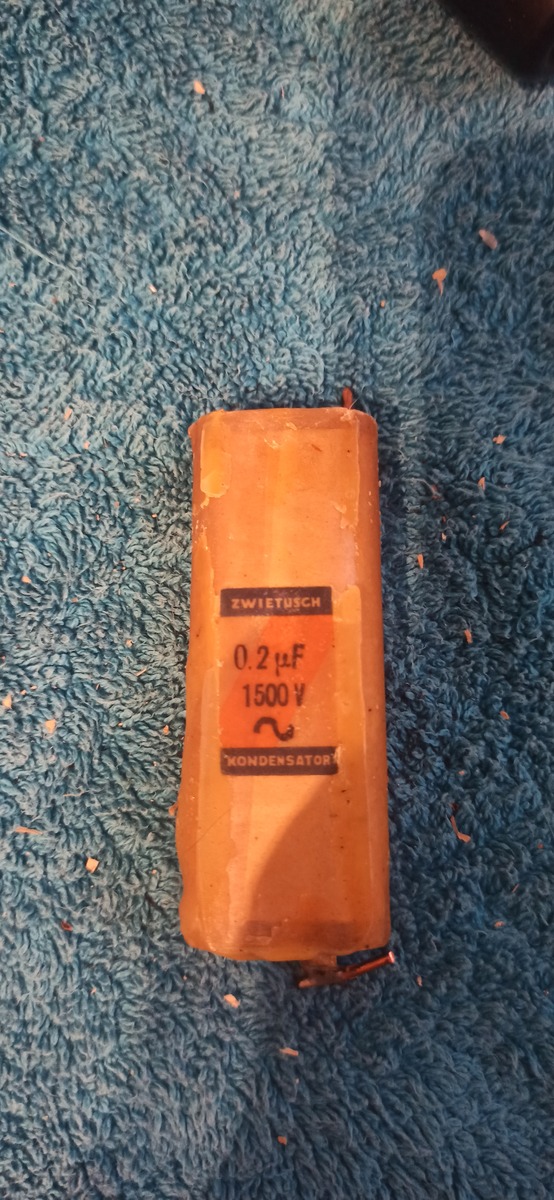 ZWIETUSCH
0.2 µF
1500 V
~
KONDENSATOR